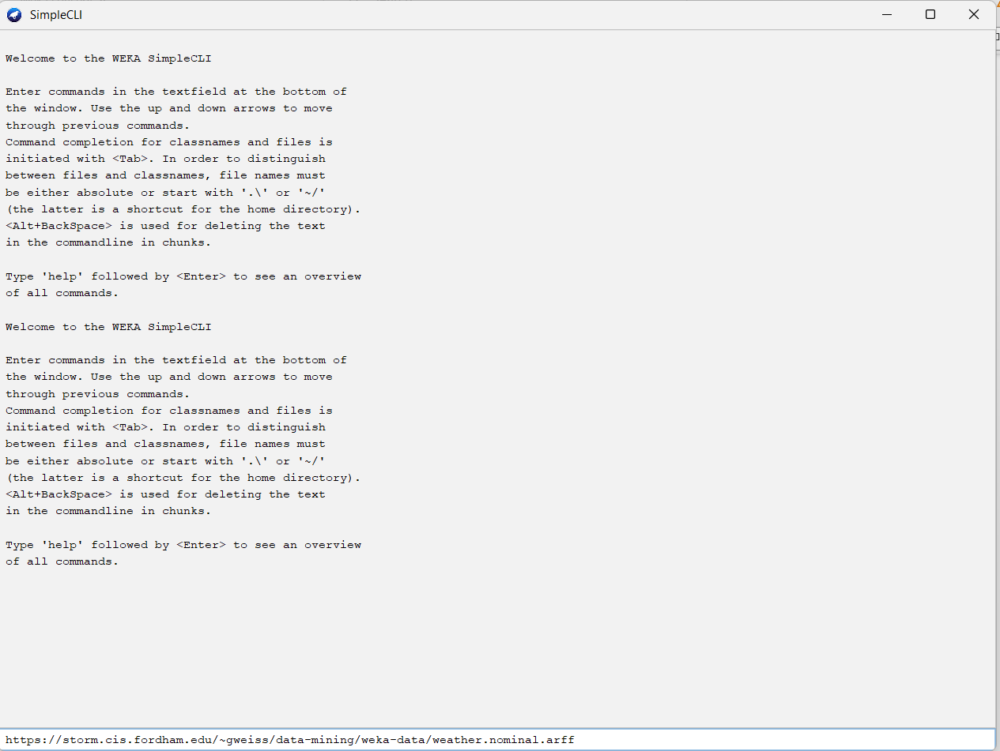 SimpleCLI
Welcome to the WEKA SimpleCLI
Enter commands in the textfield at the bottom of
the window. Use the up and down arrows to move
through previous commands.
Command completion for classnames and files is
initiated with <Tab>. In order to distinguish
between files and classnames, file names must
be either absolute or start with '.\' or '~/'
(the latter is a shortcut for the home directory).
<Alt+BackSpace> is used for deleting the text
in the commandline in chunks.
Type 'help' followed by <Enter> to see an overview
of all commands.
Welcome to the WEKA SimpleCLI
Enter commands in the textfield at the bottom of
the window. Use the up and down arrows to move
through previous commands.
Command completion for classnames and files is
initiated with <Tab>. In order to distinguish
between files and classnames, file names must
be either absolute or start with '.\' or '~/'
(the latter is a shortcut for the home directory).
<Alt+BackSpace> is used for deleting the text
in the commandline in chunks.
Type 'help' followed by <Enter> to see an overview
of all commands.
https://storm.cis.fordham.edu/~gweiss/data-mining/weka-data/weather.nominal.arff